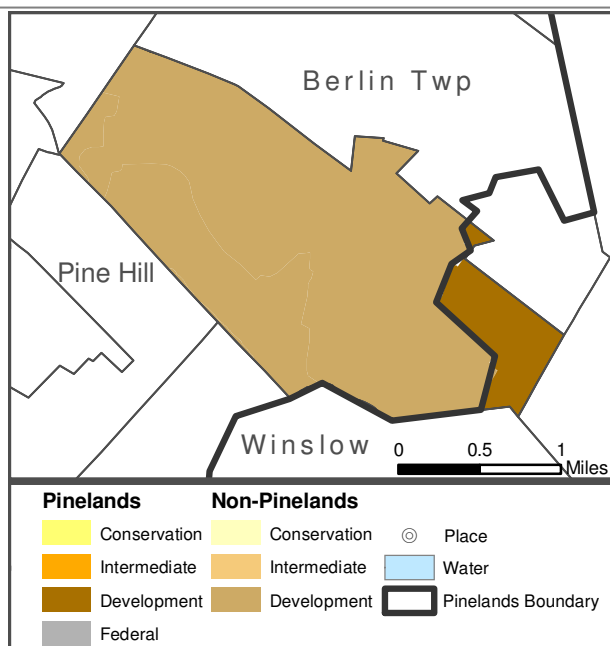 Berlin Twp
Pine Hill
Winslow
0 0.5 1
Miles
Pinelands Non-Pinelands
Conservation Conservation Place
Intermediate Intermediate Water
Development Development Pinelands Boundary
Federal